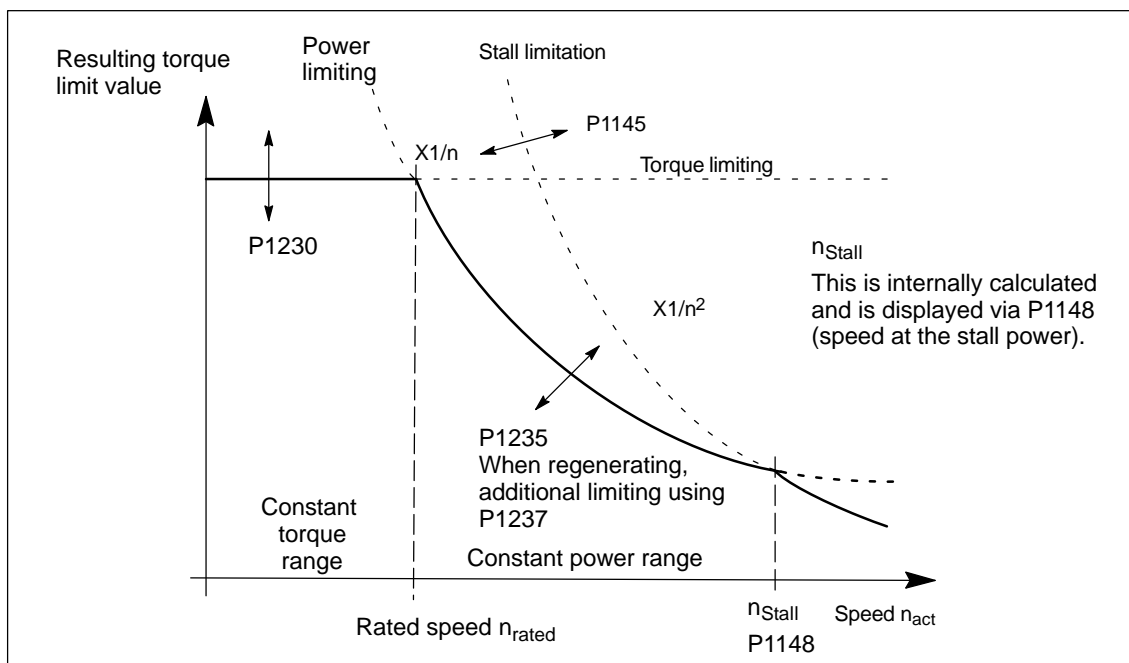 Resulting torque
limit value
Power
limiting
Stall limitation
P1145
X1/n
Torque limiting
P1230
nStall
This is internally calculated
and is displayed via P1148
(speed at the stall power).
X1/n²
P1235
When regenerating,
additional limiting using
P1237
Constant
torque
range
Constant power range
Rated speed nrated
nStall
P1148
Speed nact